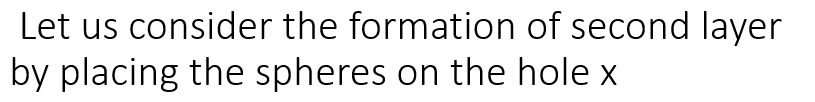 Let us consider the formation of second layer
by placing the spheres on the hole x